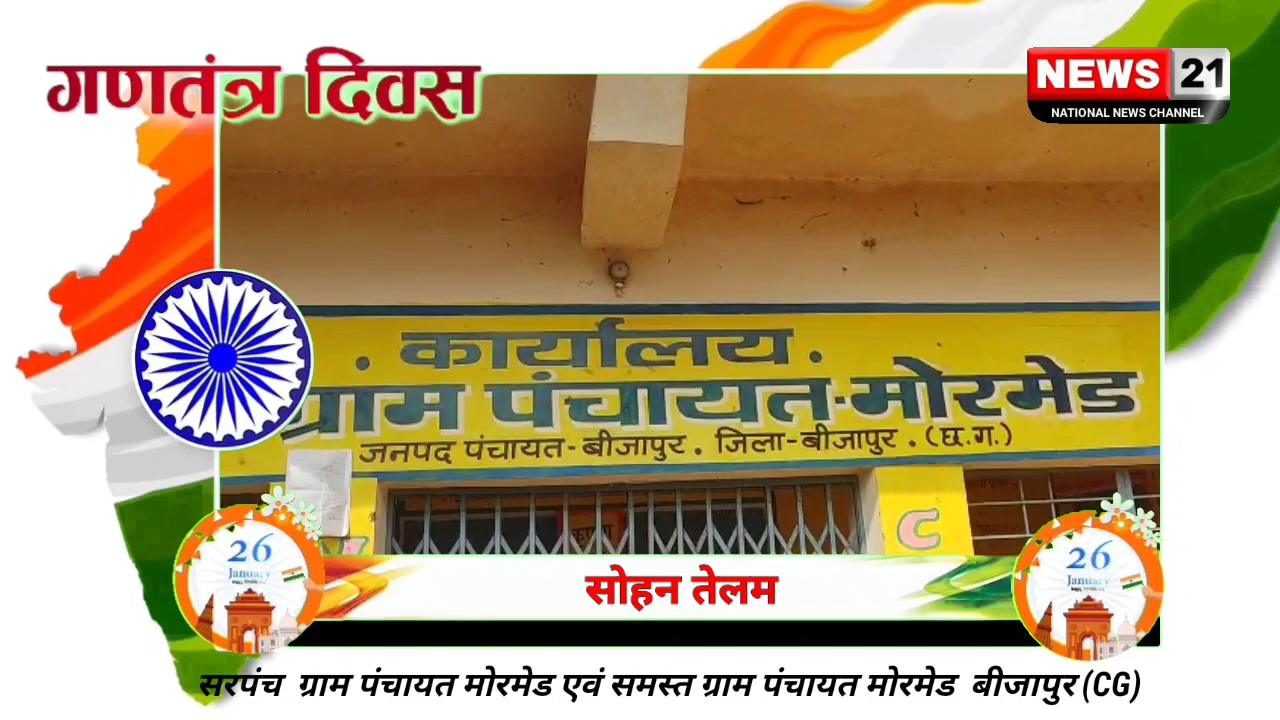 गणतंत्र दिवस
NEWS 21
NATIONAL NEWS CHANNEL
. कार्यालय .
ग्राम पंचायत-मोरमेड
जनपद पंचायत-बीजापुर . जिला-बीजापुर . (छ.ग.)
26
January
26
January
सोहन तेलम
सरपंच ग्राम पंचायत मोरमेड एवं समस्त ग्राम पंचायत मोरमेड बीजापुर (CG)